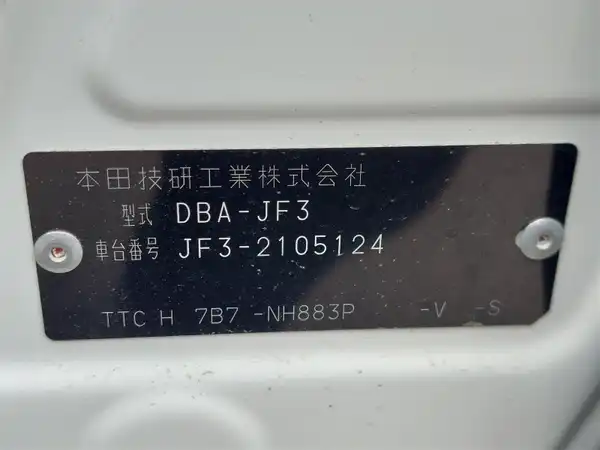 本田技研工業株式会社
型式 DBA-JF3
車台番号 JF3-2105124
TTC H 7B7 -NH883P -V -S